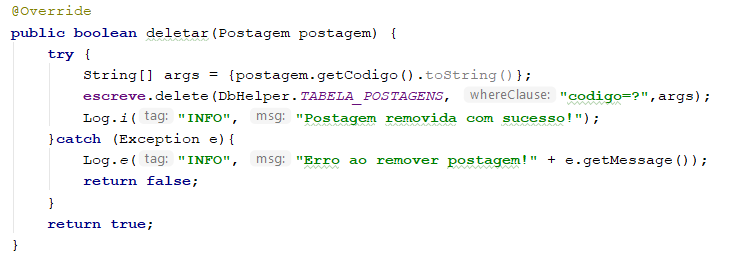 @Override
public boolean deletar(Postagem postagem) {
    try {
        String[] args = {postagem.getCodigo().toString()};
        escreve.delete(DbHelper.TABELA_POSTAGENS, whereClause: "codigo=?",args);
        Log.i( tag: "INFO", msg: "Postagem removida com sucesso!");
    }catch (Exception e){
        Log.e( tag: "INFO", msg: "Erro ao remover postagem!" + e.getMessage());
        return false;
    }
    return true;
}